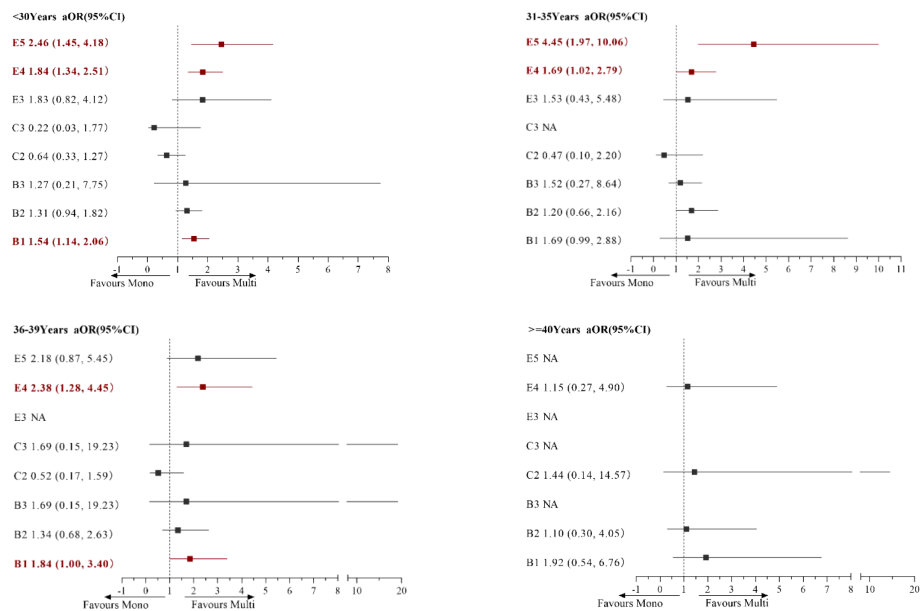 <30Years aOR(95%CI)
E5 2.46 (1.45, 4.18)
E4 1.84 (1.34, 2.51)
E3 1.83 (0.82, 4.12)
C3 0.22 (0.03, 1.77)
C2 0.64 (0.33, 1.27)
B3 1.27 (0.21, 7.75)
B2 1.31 (0.94, 1.82)
B1 1.54 (1.14, 2.06)
-1 0 1 2 3 4 5 6 7 8
Favours Mono Favours Multi
31-35Years aOR(95%CI)
E5 4.45 (1.97, 10.06)
E4 1.69 (1.02, 2.79)
E3 1.53 (0.43, 5.48)
C3 NA
C2 0.47 (0.10, 2.20)
B3 1.52 (0.27, 8.64)
B2 1.20 (0.66, 2.16)
B1 1.69 (0.99, 2.88)
-1 0 1 2 3 4 5 6 7 8 9 10 11
Favours Mono Favours Multi
36-39Years aOR(95%CI)
E5 2.18 (0.87, 5.45)
E4 2.38 (1.28, 4.45)
E3 NA
C3 1.69 (0.15, 19.23)
C2 0.52 (0.17, 1.59)
B3 1.69 (0.15, 19.23)
B2 1.34 (0.68, 2.63)
B1 1.84 (1.00, 3.40)
-1 0 1 2 3 4 5 6 7 8 10 20
Favours Mono Favours Multi
>=40Years aOR(95%CI)
E5 NA
E4 1.15 (0.27, 4.90)
E3 NA
C3 NA
C2 1.44 (0.14, 14.57)
B3 NA
B2 1.10 (0.30, 4.05)
B1 1.92 (0.54, 6.76)
-1 0 1 2 3 4 5 6 7 8 10 20
Favours Mono Favours Multi